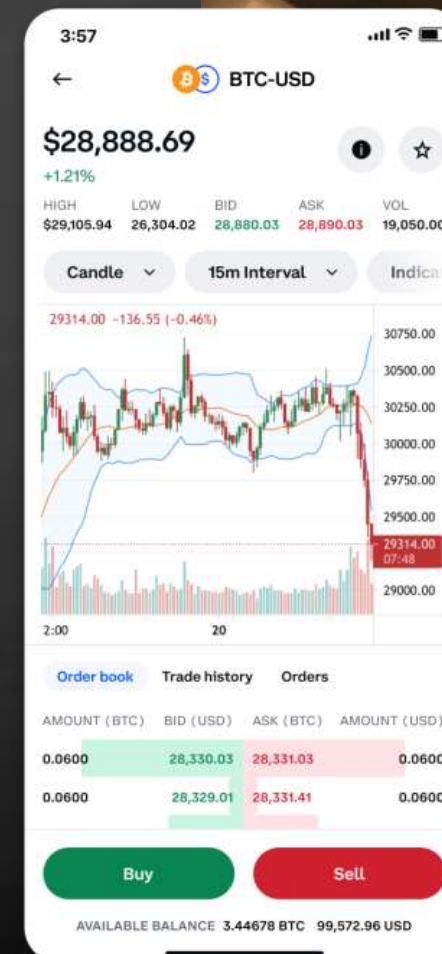 3:57
BTC-USD
$28,888.69
+1.21%
HIGH LOW BID ASK VOL
$29,105.94 26,304.02 28,880.03 28,890.03 19,050.00
Candle 15m Interval Indica
29314.00 -136.55 (-0.46%)
30750.00
30500.00
30250.00
30000.00
29750.00
29500.00
29314.00
07:48
29000.00
2:00 20
Order book Trade history Orders
AMOUNT (BTC) BID (USD) ASK (BTC) AMOUNT (USD)
0.0600 28,330.03 28,331.03 0.0600
0.0600 28,329.01 28,331.41 0.0600
Buy Sell
AVAILABLE BALANCE 3.44678 BTC 99,572.96 USD